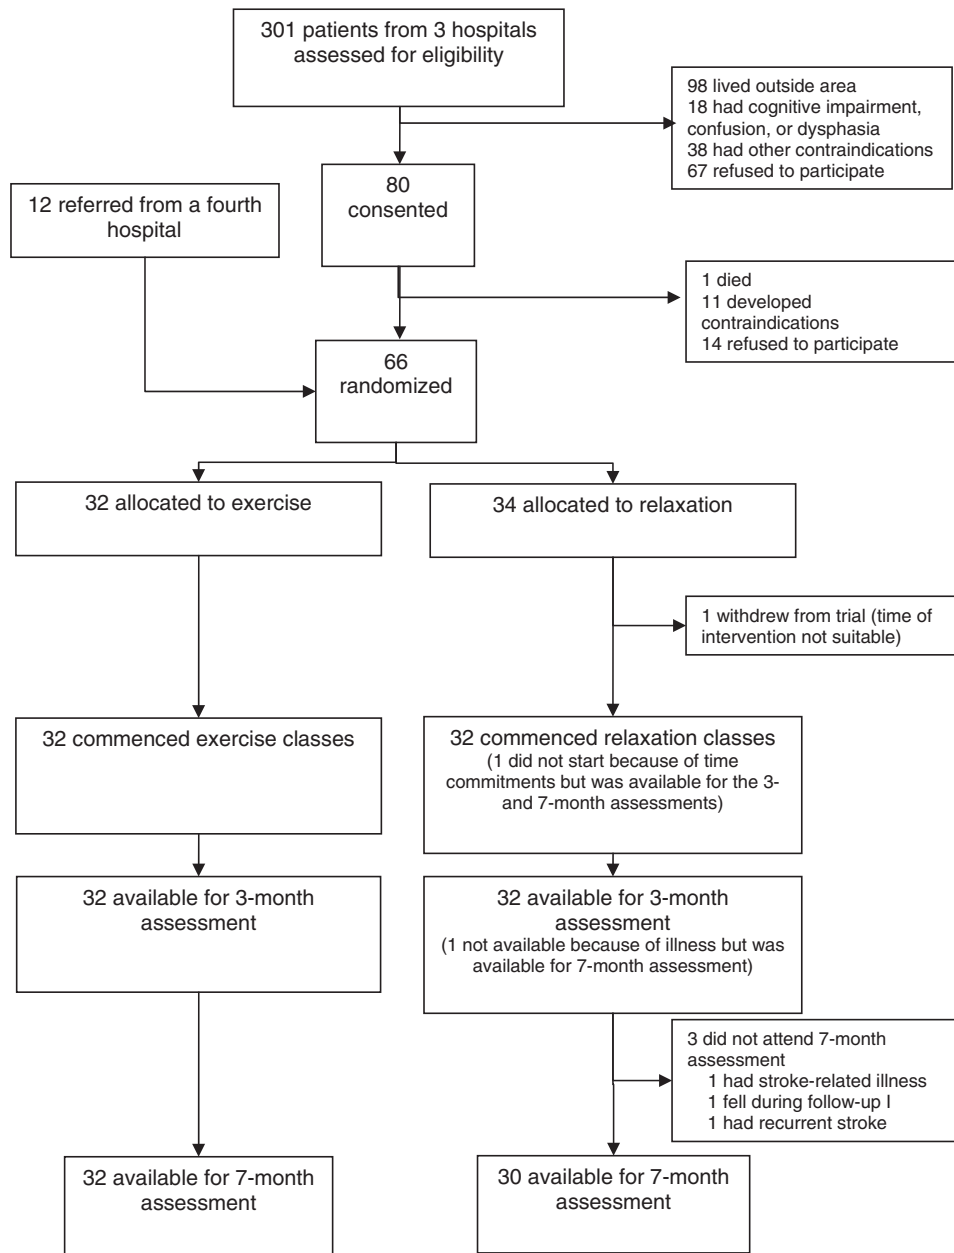 301 patients from 3 hospitals
assessed for eligibility
98 lived outside area
18 had cognitive impairment,
confusion, or dysphasia
38 had other contraindications
67 refused to participate
80
consented
12 referred from a fourth
hospital
1 died
11 developed
contraindications
14 refused to participate
66
randomized
32 allocated to exercise
34 allocated to relaxation
1 withdrew from trial (time of
intervention not suitable)
32 commenced exercise classes
32 commenced relaxation classes
(1 did not start because of time
commitments but was available for the 3-
and 7-month assessments)
32 available for 3-month
assessment
32 available for 3-month
assessment
(1 not available because of illness but was
available for 7-month assessment)
3 did not attend 7-month
assessment
1 had stroke-related illness
1 fell during follow-up I
1 had recurrent stroke
32 available for 7-month
assessment
30 available for 7-month
assessment